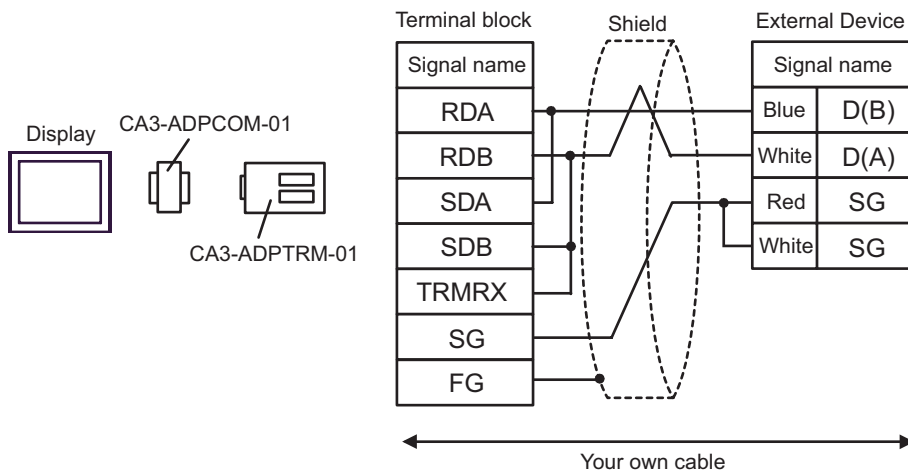 Display
CA3-ADPCOM-01
CA3-ADPTRM-01
Terminal block
Shield
External Device
Signal name
Signal name
RDA
Blue D(B)
RDB
White D(A)
SDA
Red SG
SDB
White SG
TRMRX
SG
FG
Your own cable